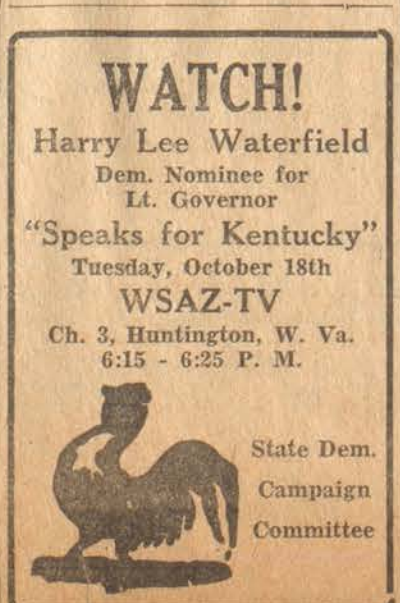 WATCH!
Harry Lee Waterfield
Dem. Nominee for
Lt. Governor
"Speaks for Kentucky"
Tuesday, October 18th
WSAZ-TV
Ch. 3, Huntington, W. Va.
6:15 - 6:25 P. M.
State Dem.
Campaign
Committee